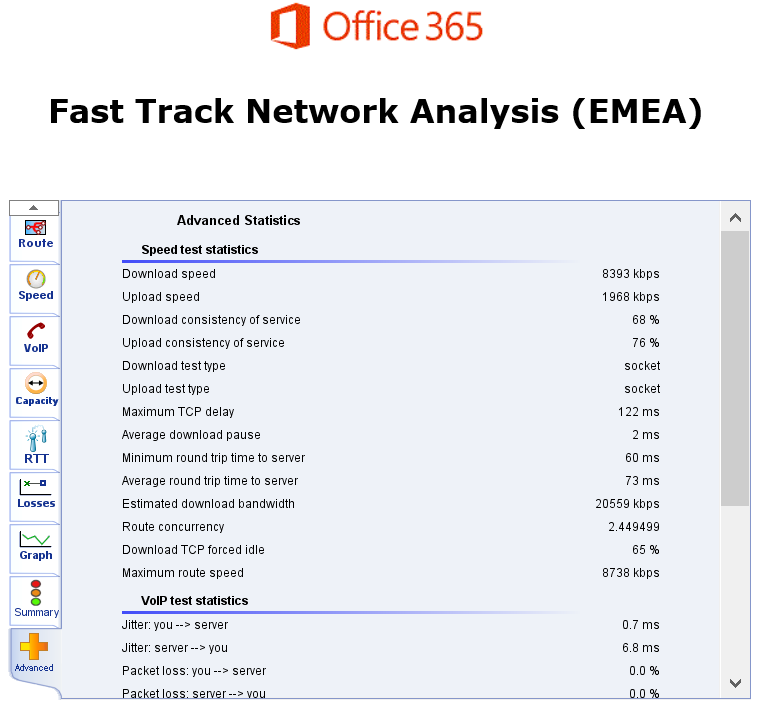 Office 365
Fast Track Network Analysis (EMEA)
Route
Speed
VoIP
Capacity
RTT
Losses
Graph
Summary
Advanced
Advanced Statistics
Speed test statistics
Download speed 8393 kbps
Upload speed 1968 kbps
Download consistency of service 68 %
Upload consistency of service 76 %
Download test type socket
Upload test type socket
Maximum TCP delay 122 ms
Average download pause 2 ms
Minimum round trip time to server 60 ms
Average round trip time to server 73 ms
Estimated download bandwidth 20559 kbps
Route concurrency 2.449499
Download TCP forced idle 65 %
Maximum route speed 8738 kbps
VoIP test statistics
Jitter: you --> server 0.7 ms
Jitter: server --> you 6.8 ms
Packet loss: you --> server 0.0 %
Packet loss: server --> you 0.0 %